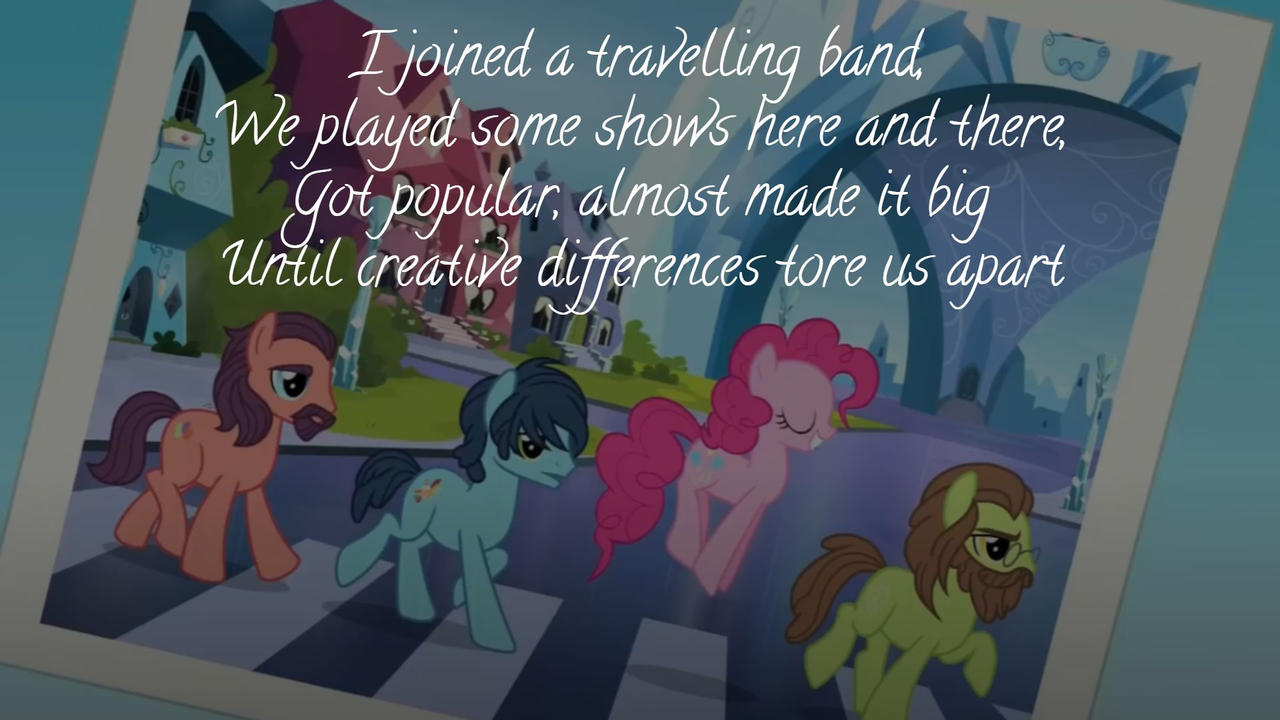 I joined a travelling band,
We played some shows here and there,
Got popular, almost made it big
Until creative differences tore us apart